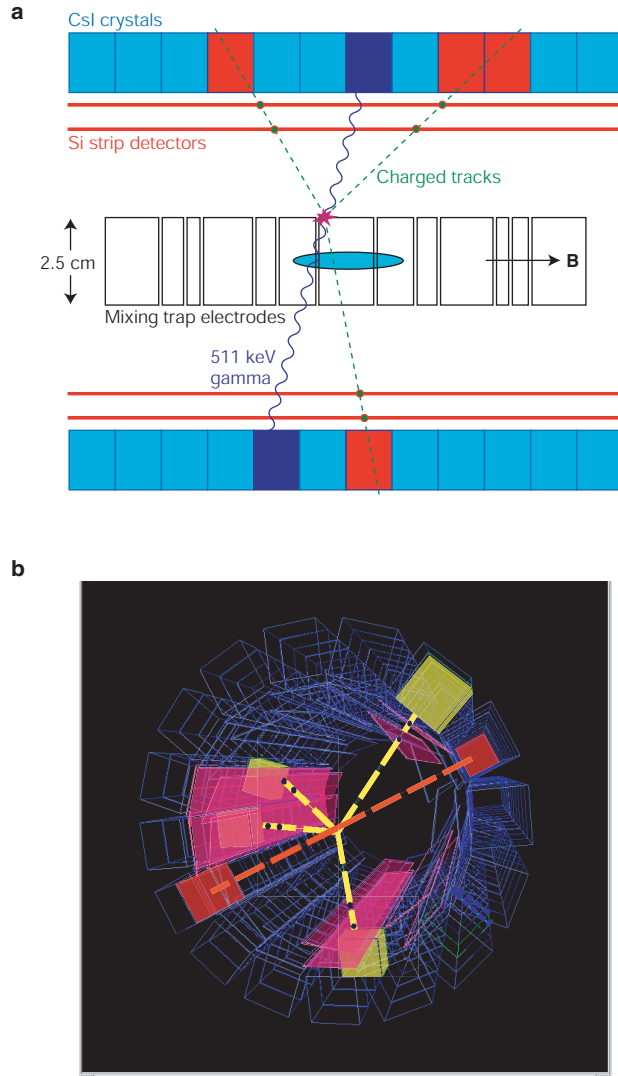 a
CsI crystals
Si strip detectors
Charged tracks
2.5 cm
B
Mixing trap electrodes
511 keV
gamma
b